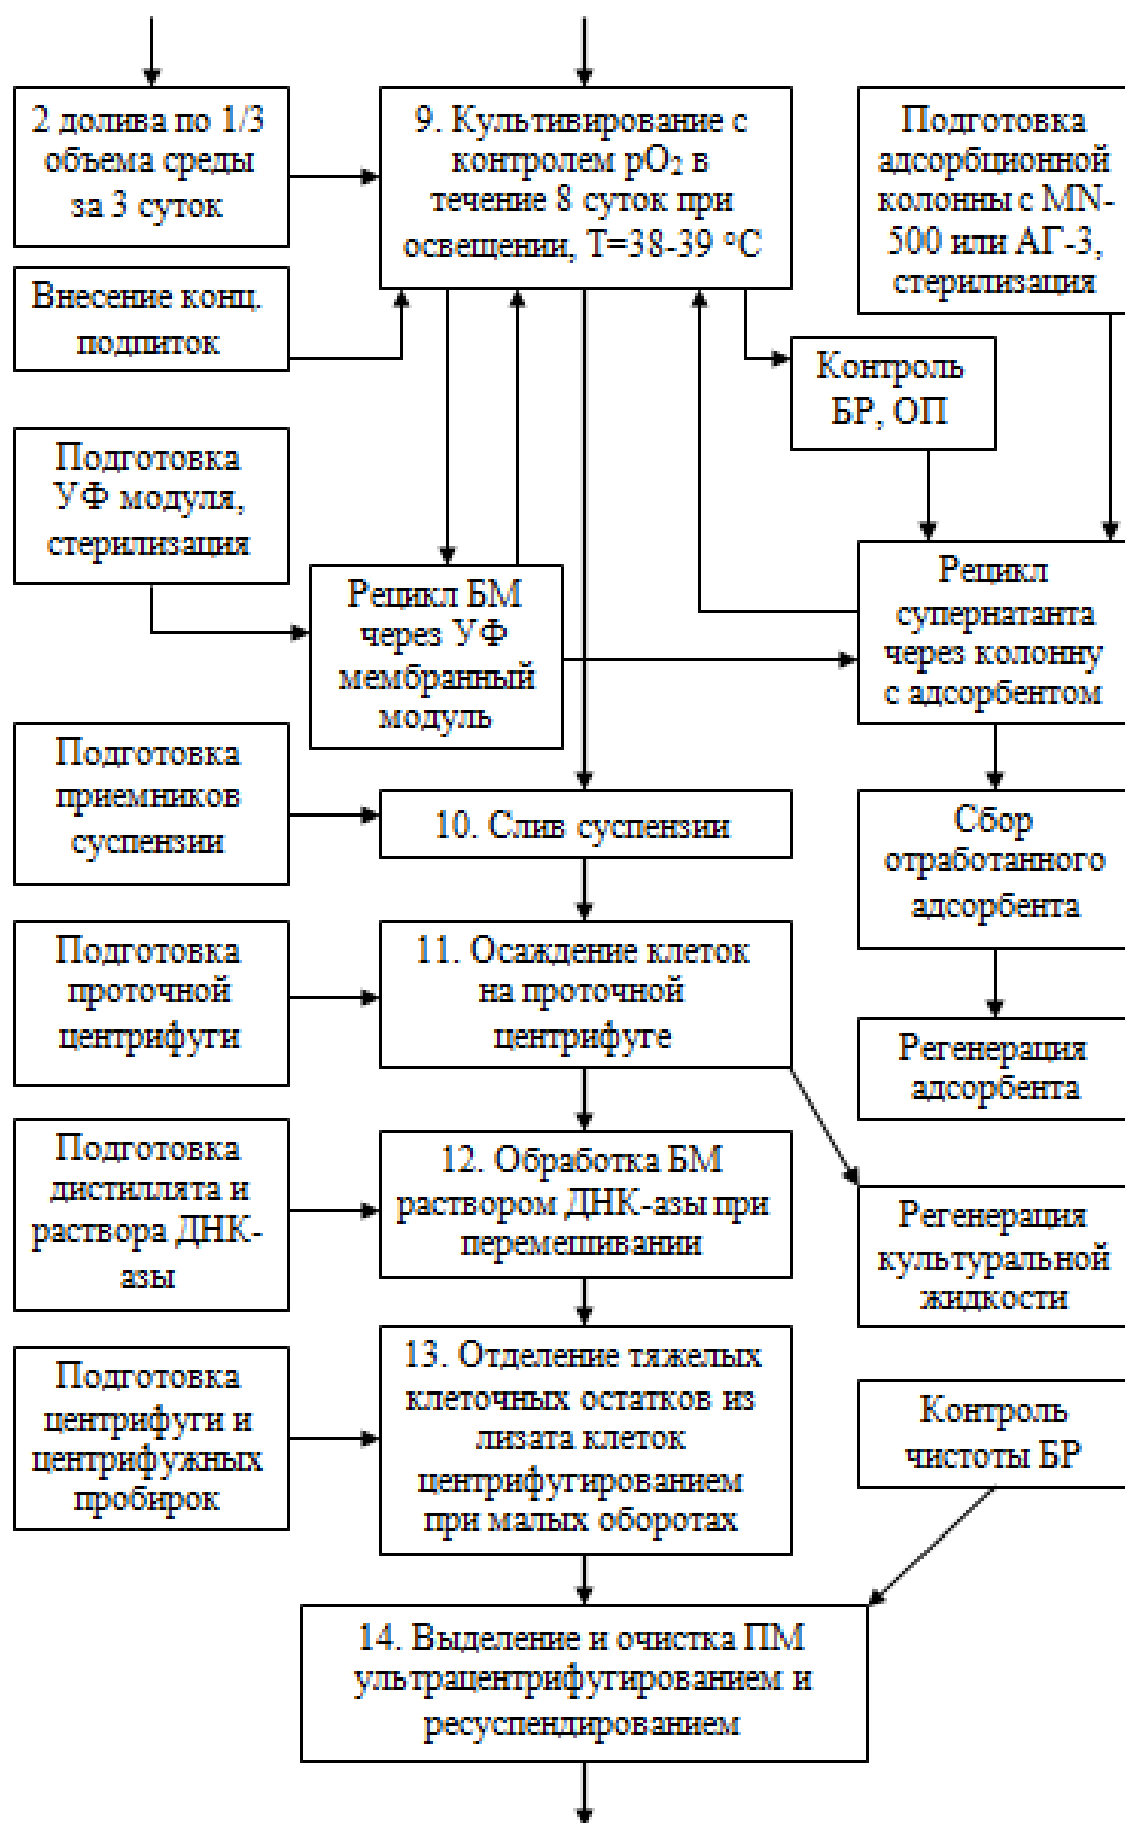 2 долива по 1/3
объема среды
за 3 суток
9. Культивирование с
контролем pO₂ в
течение 8 суток при
освещении, T=38-39 °C
Подготовка
адсорбционной
колонны с MN-
500 или АГ-3,
стерилизация
Внесение конц.
подпиток
Контроль
БР, ОП
Подготовка
УФ модуля,
стерилизация
Рецикл БМ
через УФ
мембранный
модуль
Рецикл
супернатанта
через колонну
с адсорбентом
Подготовка
приемников
суспензии
10. Слив суспензии
Сбор
отработанного
адсорбента
Подготовка
проточной
центрифуги
11. Осаждение клеток
на проточной
центрифуге
Регенерация
адсорбента
Подготовка
дистиллята и
раствора ДНК-
азы
12. Обработка БМ
раствором ДНК-азы при
перемешивании
Регенерация
культуральной
жидкости
Подготовка
центрифуги и
центрифужных
пробирок
13. Отделение тяжелых
клеточных остатков из
лизата клеток
центрифугированием
при малых оборотах
Контроль
чистоты БР
14. Выделение и очистка ПМ
ультрацентрифугированием и
ресуспендированием